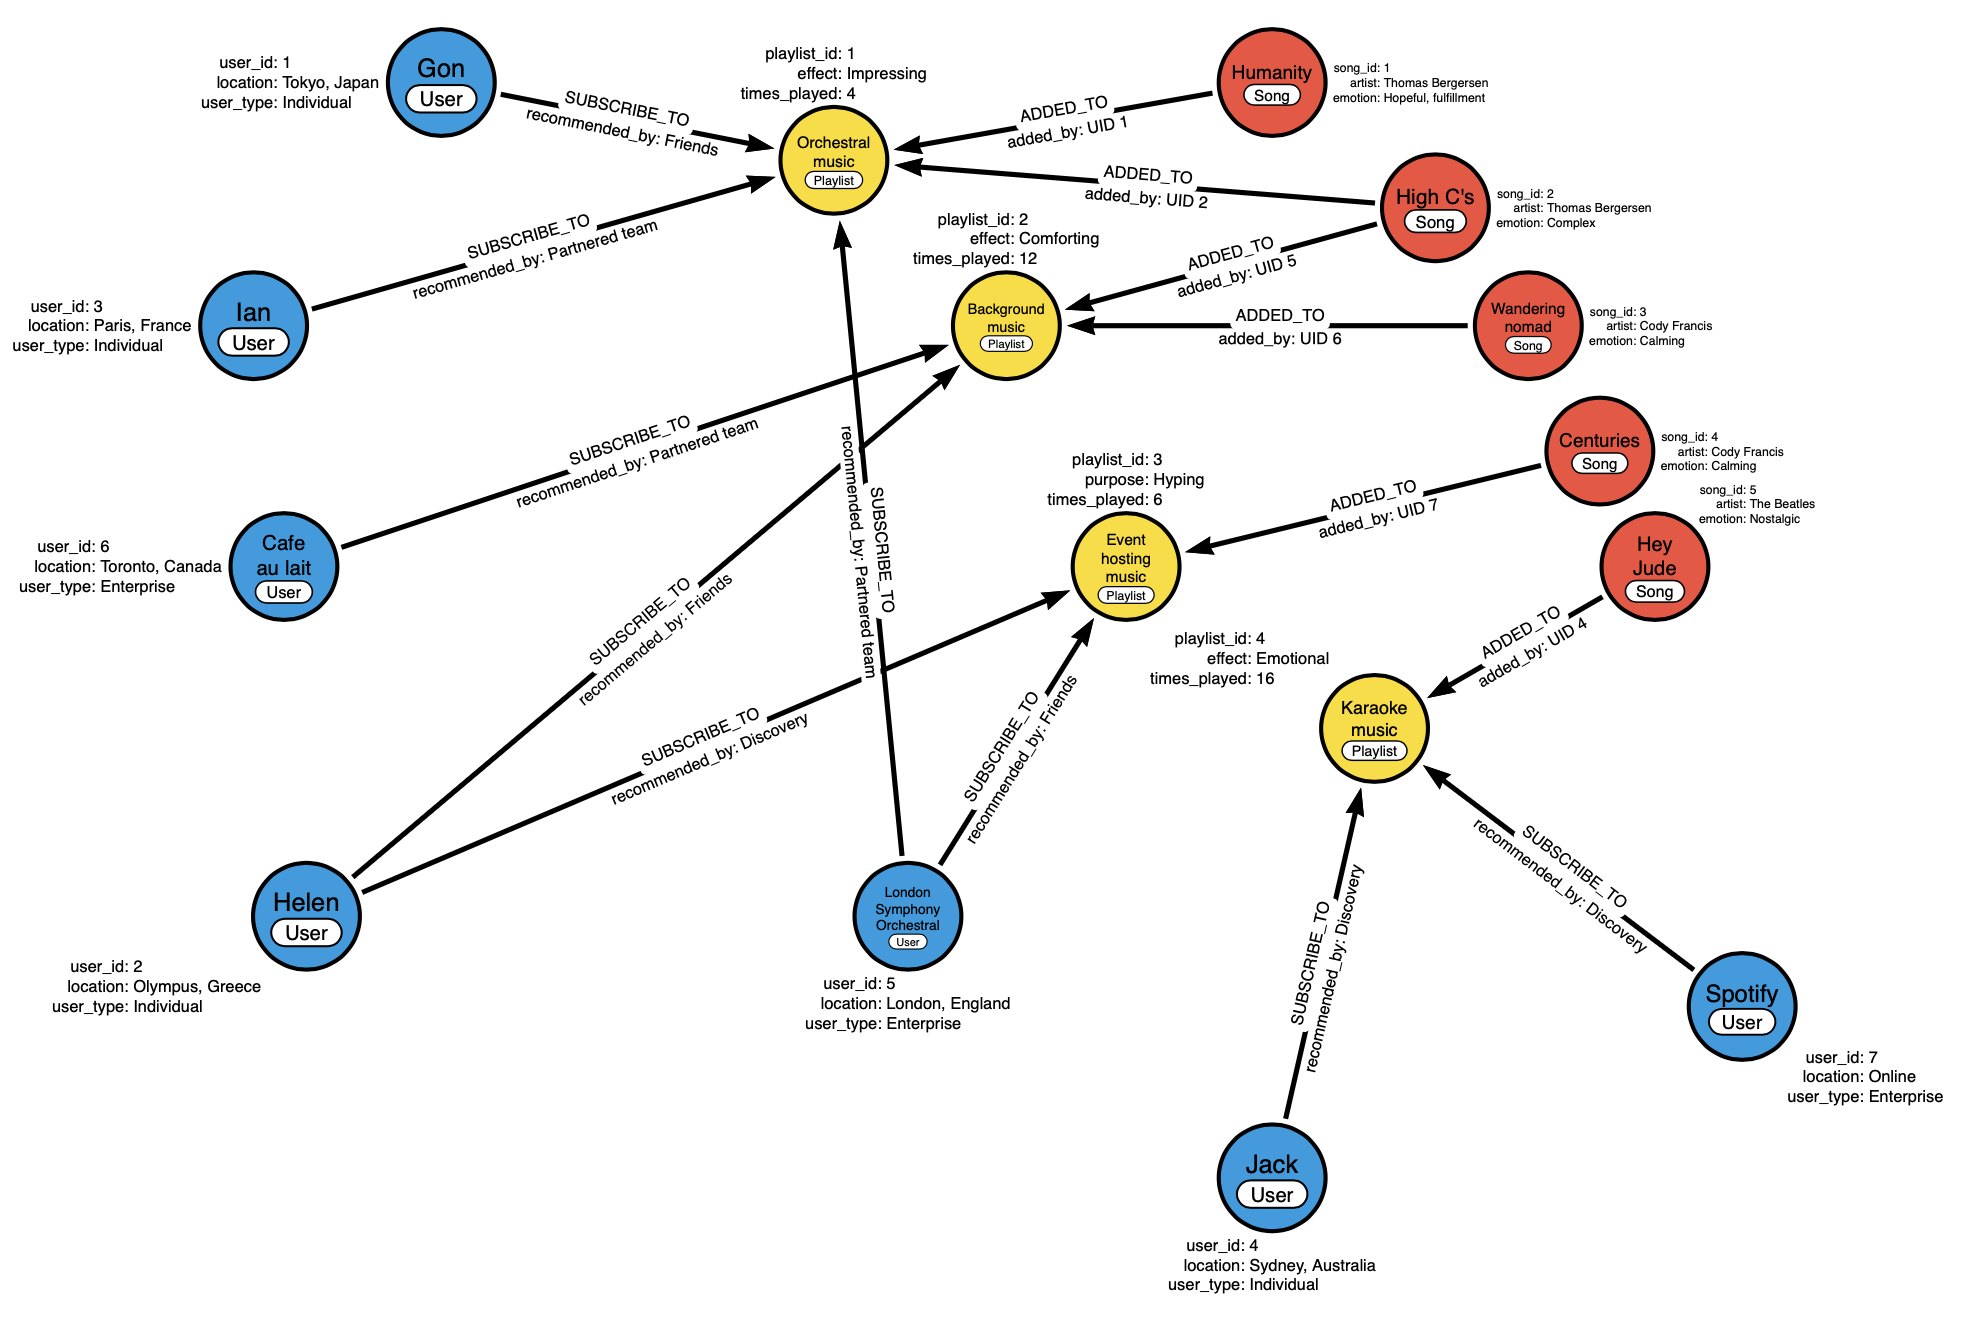 user_id: 1
location: Tokyo, Japan
user_type: Individual
Gon
User
SUBSCRIBE_TO
recommended_by: Friends
playlist_id: 1
effect: Impressing
times_played: 4
Orchestral
music
Playlist
ADDED_TO
added_by: UID 1
Humanity
Song
song_id: 1
artist: Thomas Bergersen
emotion: Hopeful, fulfillment
ADDED_TO
added_by: UID 2
High C's
Song
song_id: 2
artist: Thomas Bergersen
emotion: Complex
SUBSCRIBE_TO
recommended_by: Partnered team
playlist_id: 2
effect: Comforting
times_played: 12
ADDED_TO
added_by: UID 5
user_id: 3
location: Paris, France
user_type: Individual
Ian
User
Background
music
Playlist
ADDED_TO
added_by: UID 6
Wandering
nomad
Song
song_id: 3
artist: Cody Francis
emotion: Calming
SUBSCRIBE_TO
recommended_by: Partnered team
SUBSCRIBE_TO
recommended_by: Partnered team
playlist_id: 3
purpose: Hyping
times_played: 6
Centuries
Song
song_id: 4
artist: Cody Francis
emotion: Calming
ADDED_TO
added_by: UID 7
song_id: 5
artist: The Beatles
emotion: Nostalgic
user_id: 6
location: Toronto, Canada
user_type: Enterprise
Cafe
au lait
User
Event
hosting
music
Playlist
Hey
Jude
Song
SUBSCRIBE_TO
recommended_by: Friends
ADDED_TO
added_by: UID 4
playlist_id: 4
effect: Emotional
times_played: 16
Karaoke
music
Playlist
SUBSCRIBE_TO
recommended_by: Discovery
SUBSCRIBE_TO
recommended_by: Friends
SUBSCRIBE_TO
recommended_by: Discovery
Helen
User
user_id: 2
location: Olympus, Greece
user_type: Individual
London
Symphony
Orchestral
User
user_id: 5
location: London, England
user_type: Enterprise
SUBSCRIBE_TO
recommended_by: Discovery
Spotify
User
user_id: 7
location: Online
user_type: Enterprise
Jack
User
user_id: 4
location: Sydney, Australia
user_type: Individual